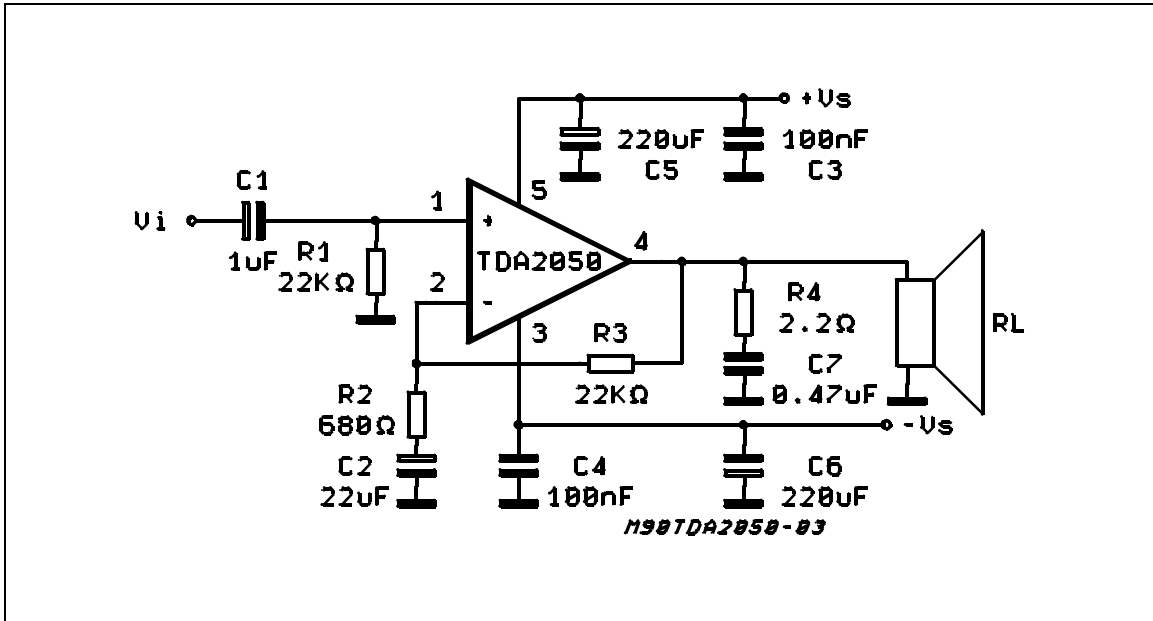 +Vs
220uF
C5
100nF
C3
C1
Vi
1uF
R1
22KΩ
1
+
5
TDA2050
4
2
-
3
R3
22KΩ
R4
2.2Ω
C7
0.47uF
RL
R2
680Ω
C2
22uF
-Vs
C4
100nF
C6
220uF
M90TDA2050-03